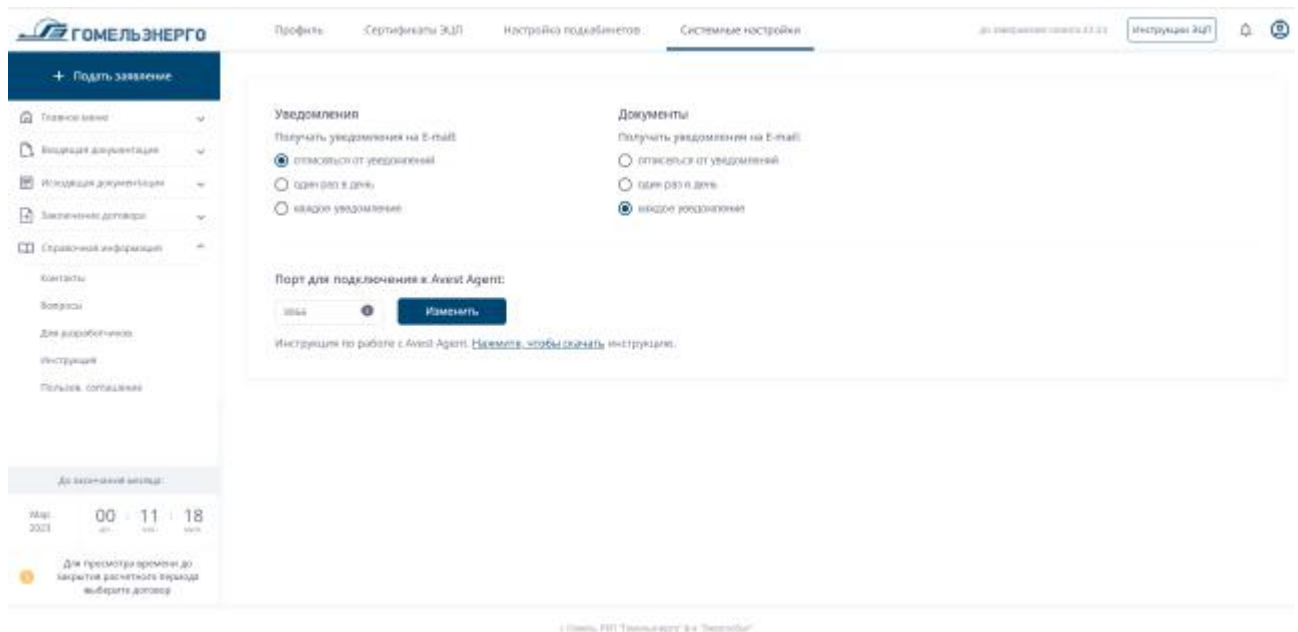 ГОМЕЛЬЭНЕРГО
Профиль
Сертификаты ЭЦП
Настройка подкабинетов
Системные настройки
Инструкции ЭЦП
+ Подать заявление
Главное меню
Входящая документация
Исходящая документация
Заключение договора
Справочная информация
Контакты
Вопросы
Для разработчиков
Инструкция
Пользов. соглашение
До окончания месяца:
Мар.
2023
00 : 11 : 18
Для просмотра времени до
закрытия расчетного периода
выберите договор
Уведомления
Получать уведомления на E-mail:
отписаться от уведомлений
один раз в день
каждое уведомление
Документы
Получать уведомления на E-mail:
отписаться от уведомлений
один раз в день
каждое уведомление
Порт для подключения к Avest Agent:
Изменить
Инструкция по работе с Avest Agent. Нажмите, чтобы скачать инструкцию.